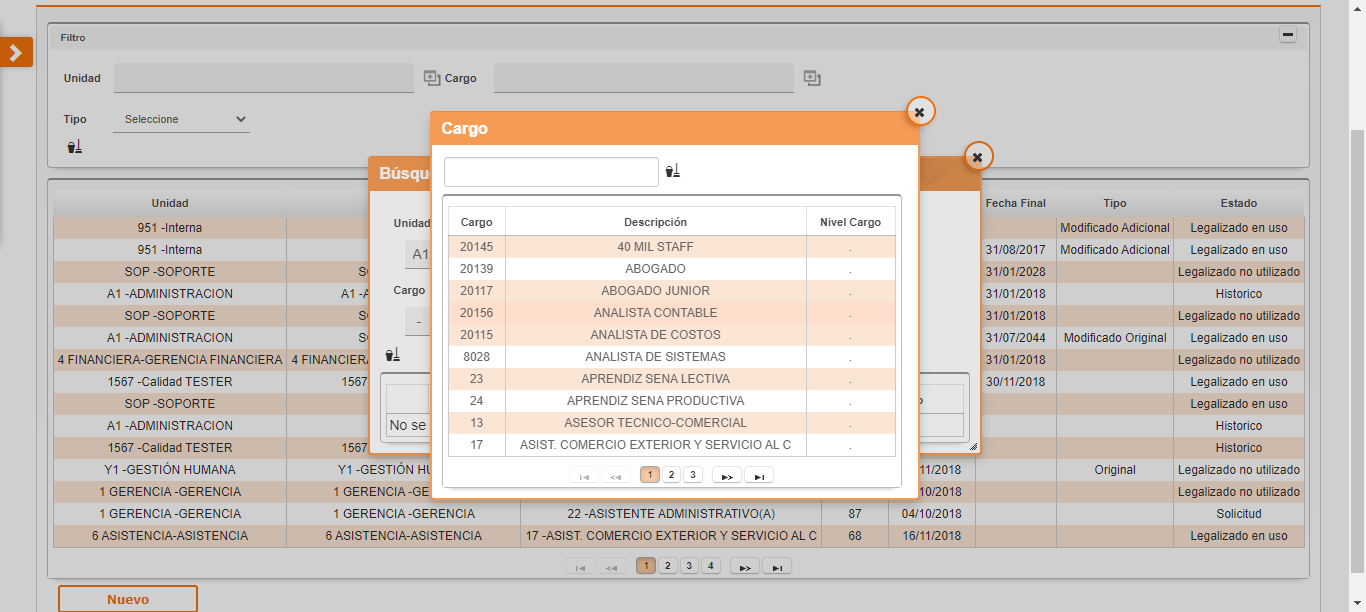 Filtro
Unidad
Cargo
Tipo Seleccione
Cargo
Búsqu
Unidad
A1
Cargo
-
No se
Cargo Descripción Nivel Cargo
20145 40 MIL STAFF .
20139 ABOGADO .
20117 ABOGADO JUNIOR .
20156 ANALISTA CONTABLE .
20115 ANALISTA DE COSTOS .
8028 ANALISTA DE SISTEMAS .
23 APRENDIZ SENA LECTIVA .
24 APRENDIZ SENA PRODUCTIVA .
13 ASESOR TECNICO-COMERCIAL .
17 ASIST. COMERCIO EXTERIOR Y SERVICIO AL C .
1 2 3
Unidad Fecha Final Tipo Estado
951 -Interna Modificado Adicional Legalizado en uso
951 -Interna 31/08/2017 Modificado Adicional Legalizado en uso
SOP -SOPORTE S 31/01/2028 Legalizado no utilizado
A1 -ADMINISTRACION A1 -A 31/01/2018 Historico
SOP -SOPORTE S 31/01/2018 Legalizado no utilizado
A1 -ADMINISTRACION A1 -A 31/07/2044 Modificado Original Legalizado en uso
4 FINANCIERA-GERENCIA FINANCIERA 4 FINANCIER 31/01/2018 Legalizado no utilizado
1567 -Calidad TESTER 1567 30/11/2018 Legalizado en uso
SOP -SOPORTE Legalizado en uso
A1 -ADMINISTRACION Historico
1567 -Calidad TESTER 1567 Historico
Y1 -GESTIÓN HUMANA Y1 -GESTIÓN HU 11/2018 Original Legalizado no utilizado
1 GERENCIA -GERENCIA 1 GERENCIA -GE 10/2018 Legalizado no utilizado
1 GERENCIA -GERENCIA 1 GERENCIA -GERENCIA 22 -ASISTENTE ADMINISTRATIVO(A) 87 04/10/2018 Solicitud
6 ASISTENCIA-ASISTENCIA 6 ASISTENCIA-ASISTENCIA 17 -ASIST. COMERCIO EXTERIOR Y SERVICIO AL C 68 16/11/2018 Legalizado en uso
1 2 3 4
Nuevo